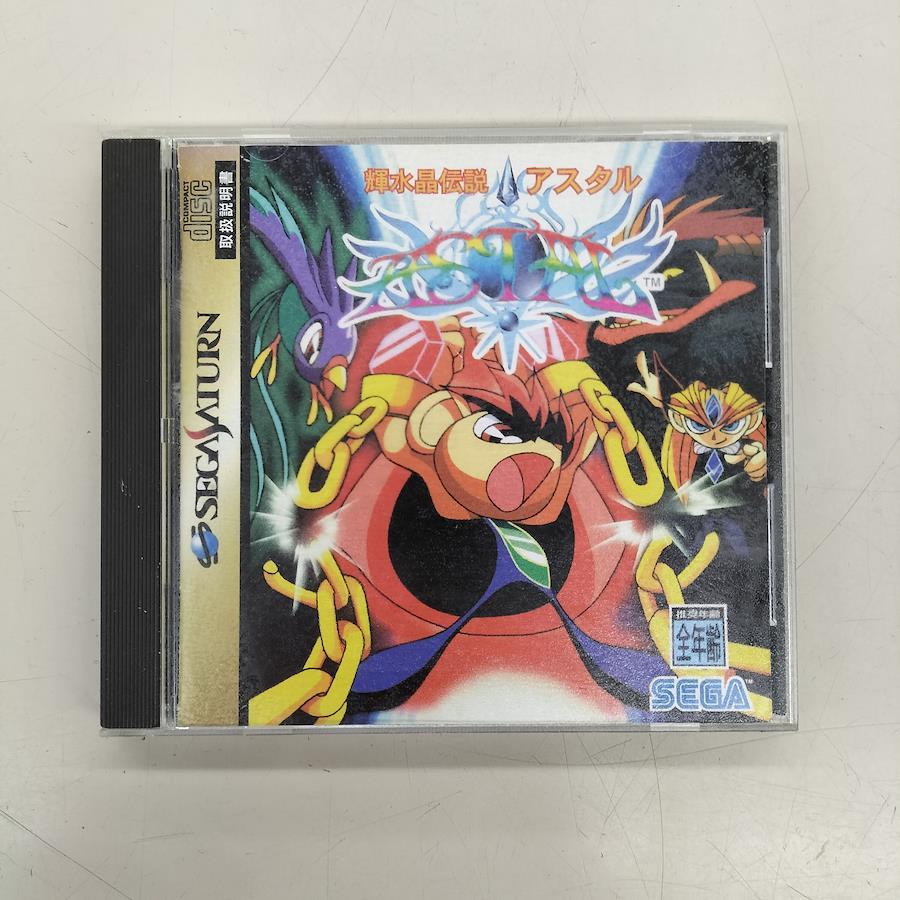 COMPACT
disc
取扱説明書
SEGA SATURN
輝水晶伝説 アスタル
ASTAL
TM
推奨年齢
全年齢
SEGA
TM